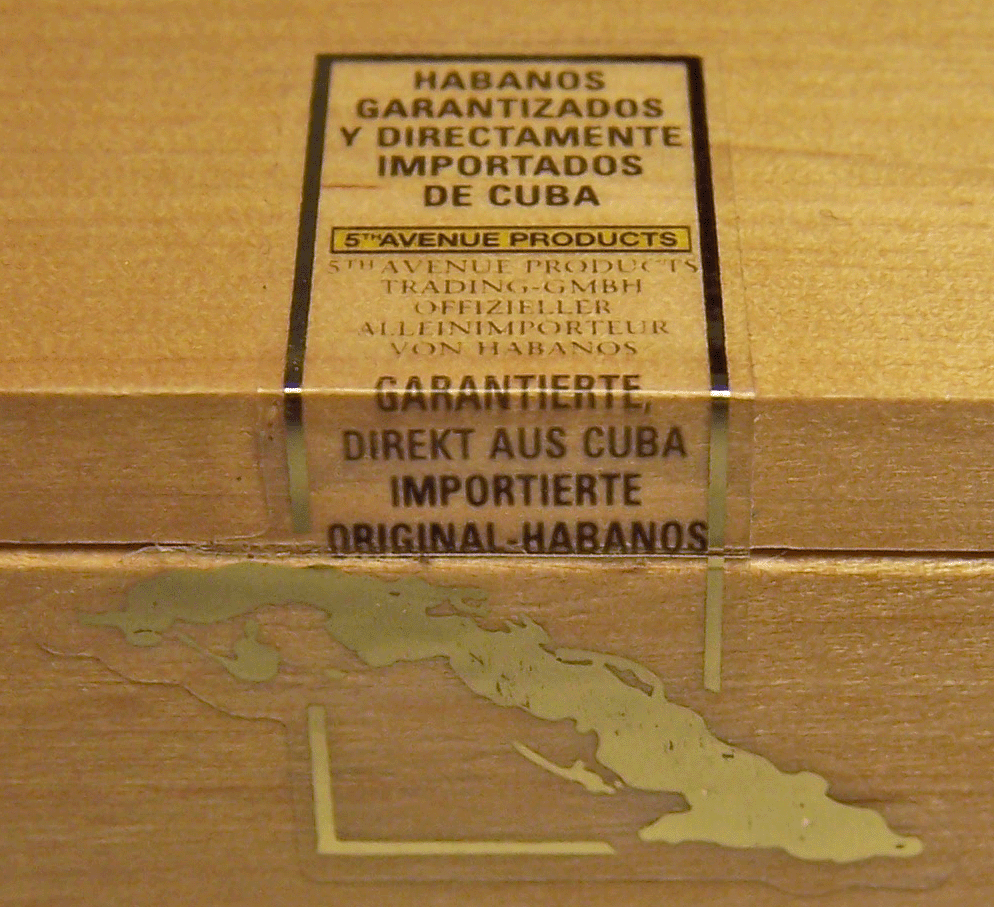 HABANOS
GARANTIZADOS
Y DIRECTAMENTE
IMPORTADOS
DE CUBA
5TH AVENUE PRODUCTS
5TH AVENUE PRODUCTS
TRADING-GMBH
OFFIZIELLER
ALLEINIMPORTEUR
VON HABANOS
GARANTIERTE,
DIREKT AUS CUBA
IMPORTIERTE
ORIGINAL-HABANOS